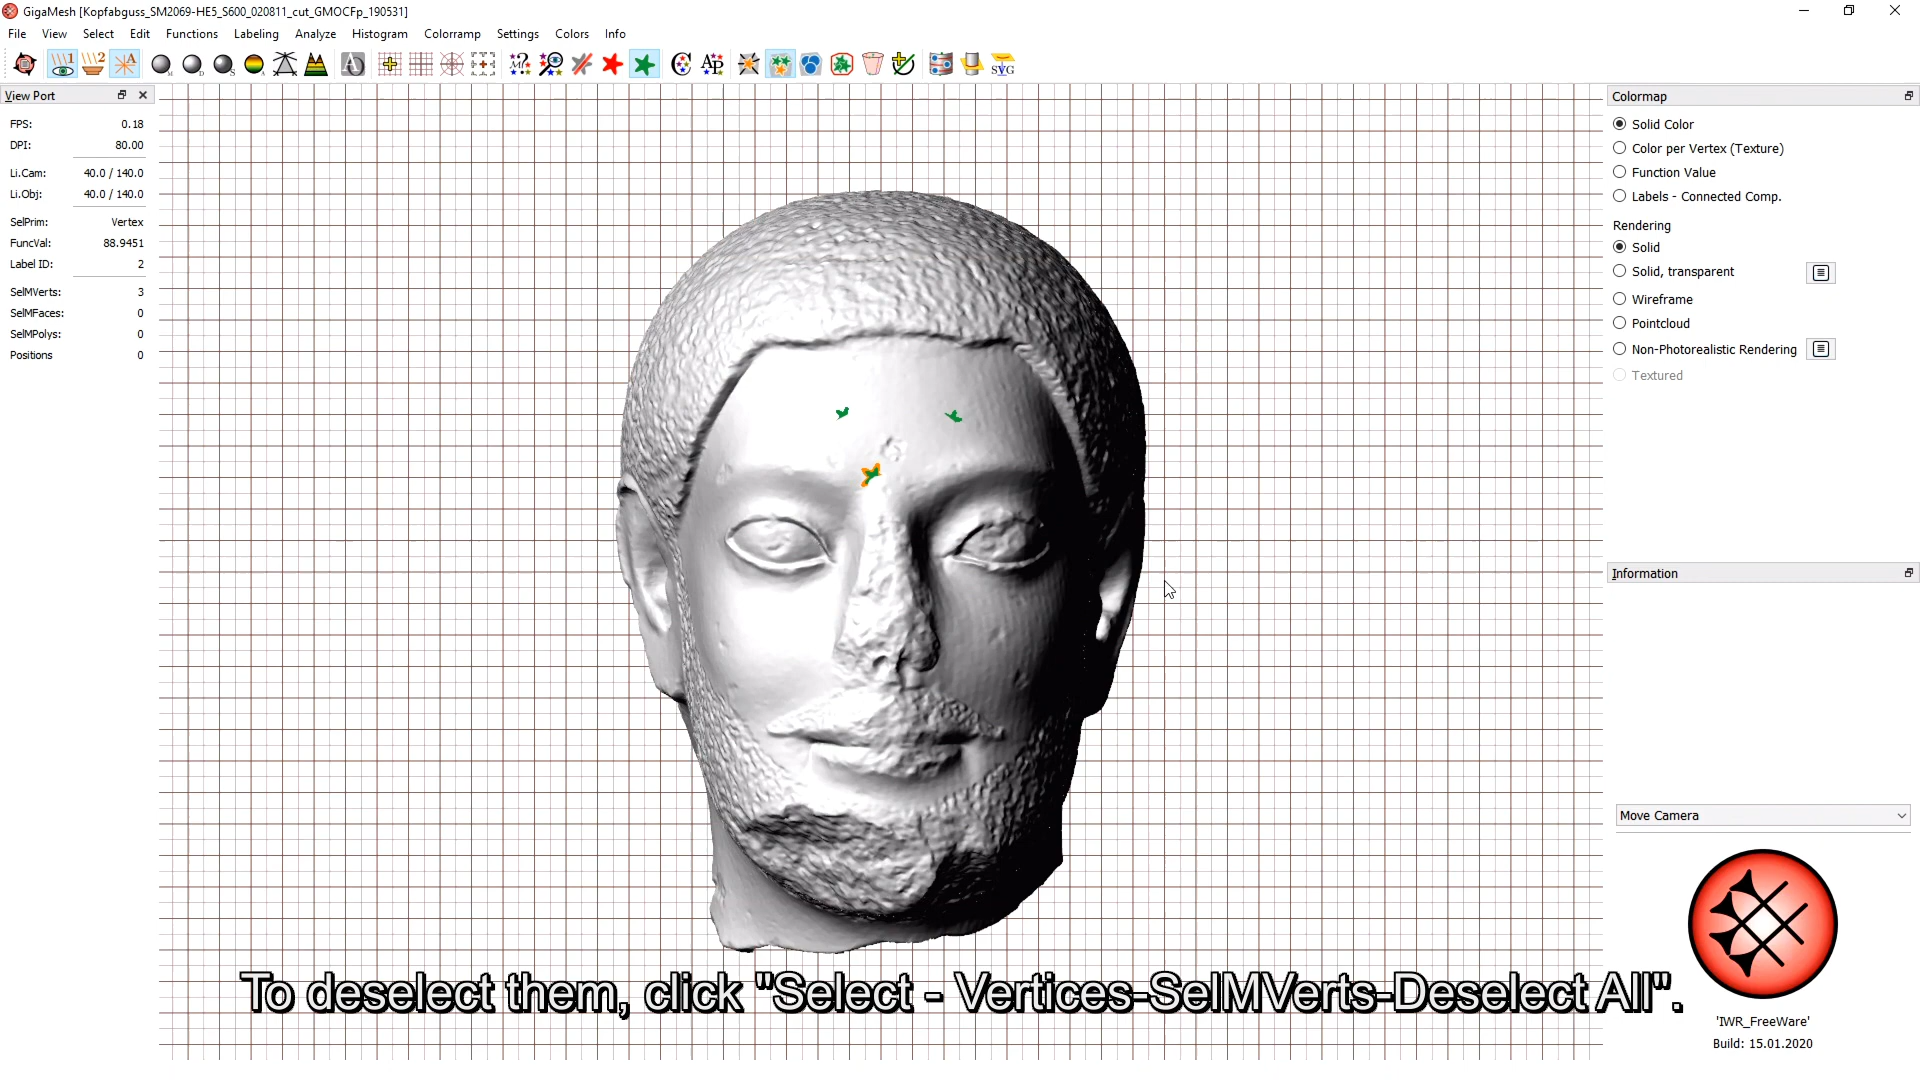 GigaMesh [Kopfabguss_SM2069-HE5_S600_020811_cut_GMOCFp_190531]
File View Select Edit Functions Labeling Analyze Histogram Colorramp Settings Colors Info
1 2 A M D S A A M? AP SVG
View Port
FPS: 0.18
DPI: 80.00
Li.Cam: 40.0 / 140.0
Li.Obj: 40.0 / 140.0
SelPrim: Vertex
FuncVal: 88.9451
Label ID: 2
SelMVerts: 3
SelMFaces: 0
SelMPolys: 0
Positions 0
Colormap
Solid Color
Color per Vertex (Texture)
Function Value
Labels - Connected Comp.
Rendering
Solid
Solid, transparent
Wireframe
Pointcloud
Non-Photorealistic Rendering
Textured
Information
Move Camera
To deselect them, click "Select - Vertices-SelMVerts-Deselect All".
'IWR_FreeWare'
Build: 15.01.2020